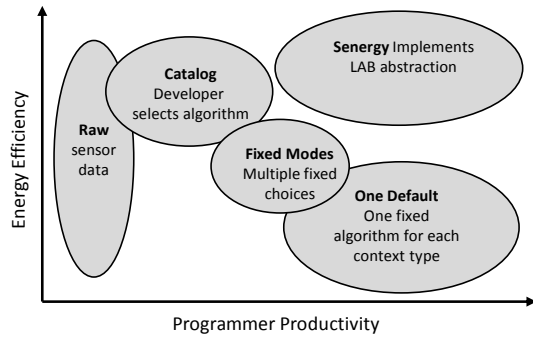 Energy Efficiency
Raw
sensor
data
Catalog
Developer
selects algorithm
Senergy Implements
LAB abstraction
Fixed Modes
Multiple fixed
choices
One Default
One fixed
algorithm for each
context type
Programmer Productivity